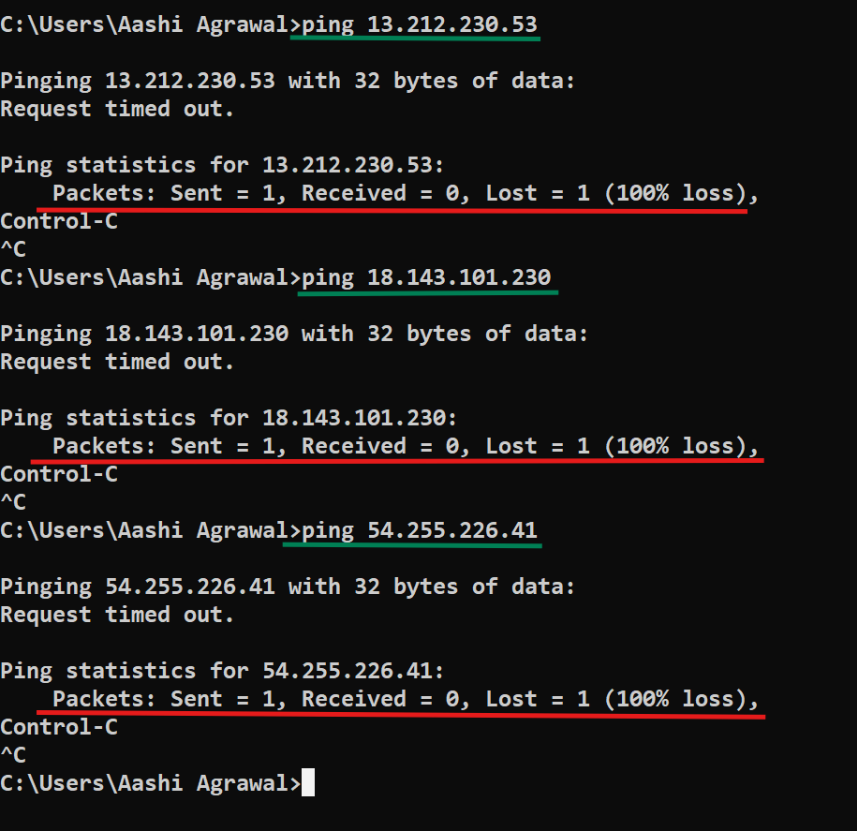 C:\Users\Aashi Agrawal>ping 13.212.230.53
Pinging 13.212.230.53 with 32 bytes of data:
Request timed out.
Ping statistics for 13.212.230.53:
Packets: Sent = 1, Received = 0, Lost = 1 (100% loss),
Control-C
^C
C:\Users\Aashi Agrawal>ping 18.143.101.230
Pinging 18.143.101.230 with 32 bytes of data:
Request timed out.
Ping statistics for 18.143.101.230:
Packets: Sent = 1, Received = 0, Lost = 1 (100% loss),
Control-C
^C
C:\Users\Aashi Agrawal>ping 54.255.226.41
Pinging 54.255.226.41 with 32 bytes of data:
Request timed out.
Ping statistics for 54.255.226.41:
Packets: Sent = 1, Received = 0, Lost = 1 (100% loss),
Control-C
^C
C:\Users\Aashi Agrawal>